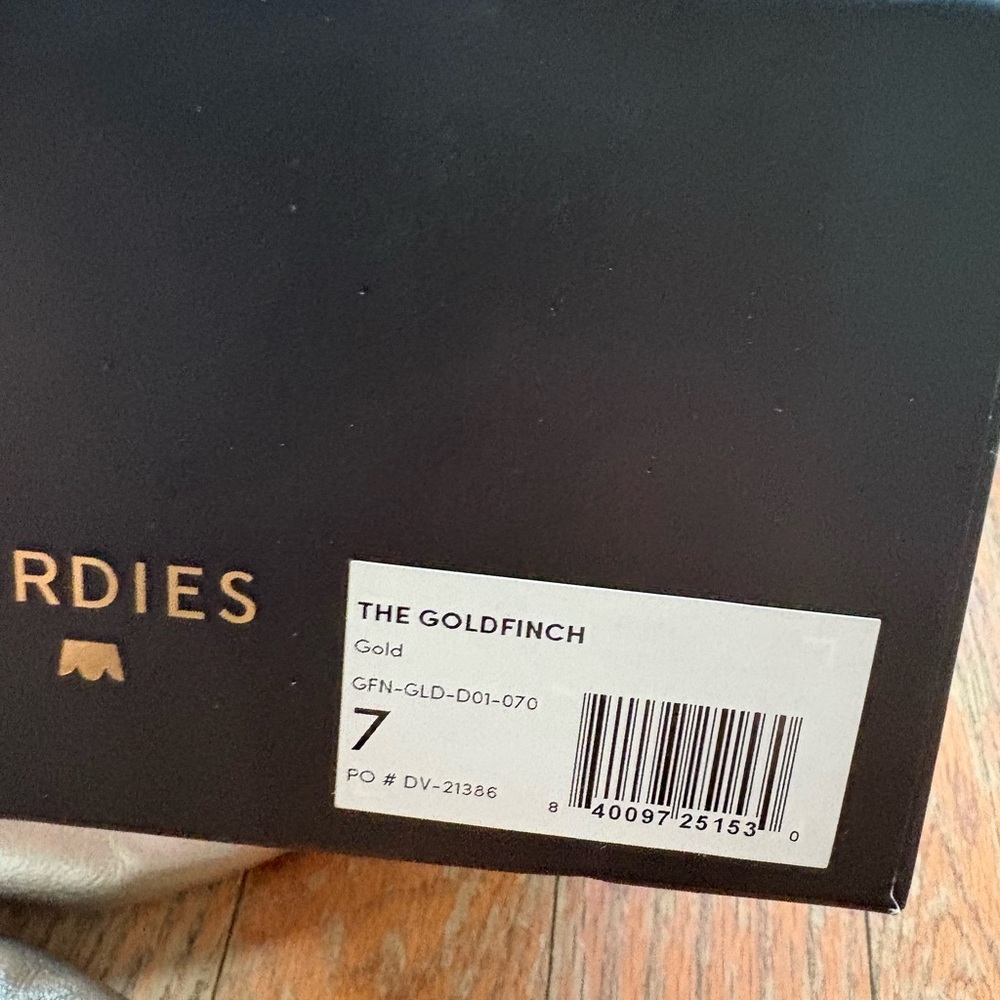 RDIES
THE GOLDFINCH
Gold
GFN-GLD-D01-070
7
PO # DV-21386
8 40097 25153 0